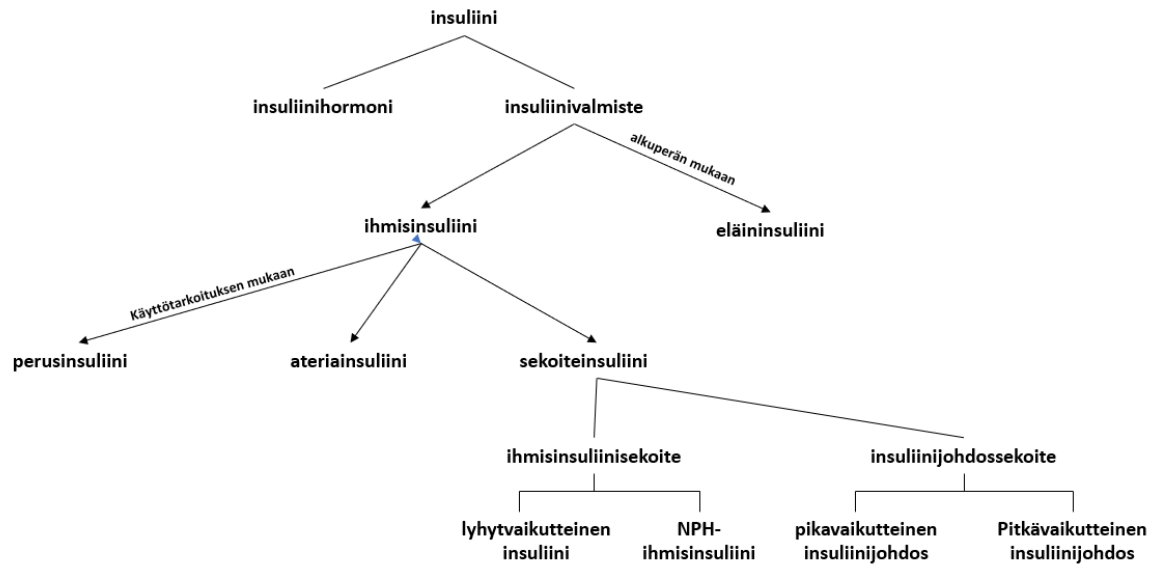 insuliini
insuliinihormoni
insuliinivalmiste
alkuperän mukaan
ihmisinsuliini
eläininsuliini
Käyttötarkoituksen mukaan
perusinsuliini
ateriainsuliini
sekoiteinsuliini
ihmisinsuliinisekoite
insuliinijohdossekoite
lyhytvaikutteinen
insuliini
NPH-
ihmisinsuliini
pikavaikutteinen
insuliinijohdos
Pitkävaikutteinen
insuliinijohdos